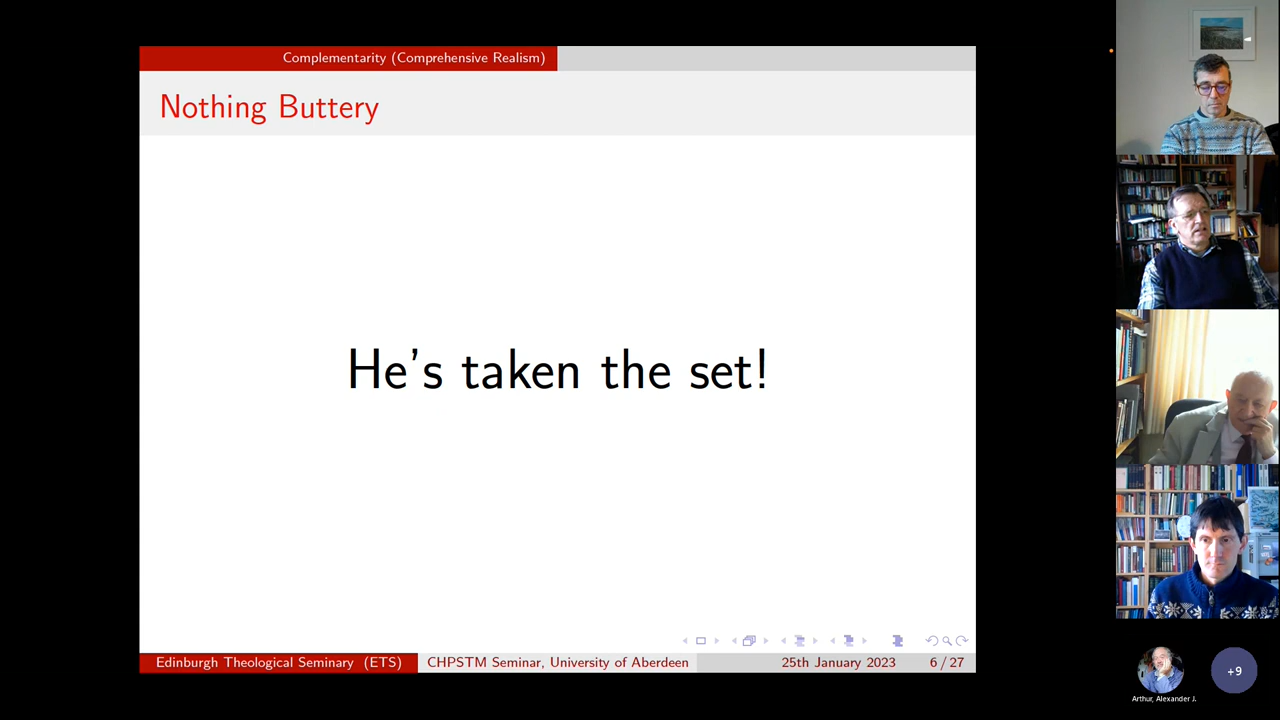 Complementarity (Comprehensive Realism)
Nothing Buttery
He's taken the set!
Edinburgh Theological Seminary (ETS) CHPSTM Seminar, University of Aberdeen 25th January 2023 6 / 27
+9
Arthur, Alexander J.